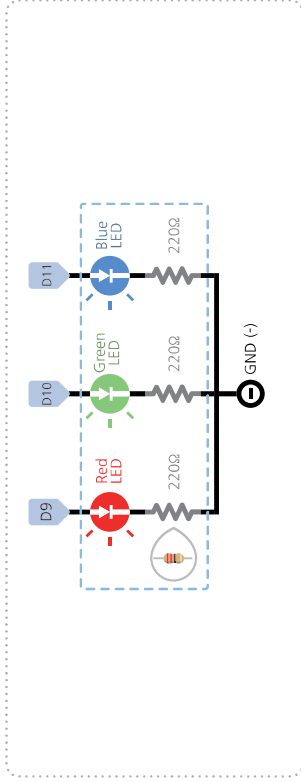 D11
Blue
LED
220Ω
D10
Green
LED
220Ω
GND (-)
D9
Red
LED
220Ω